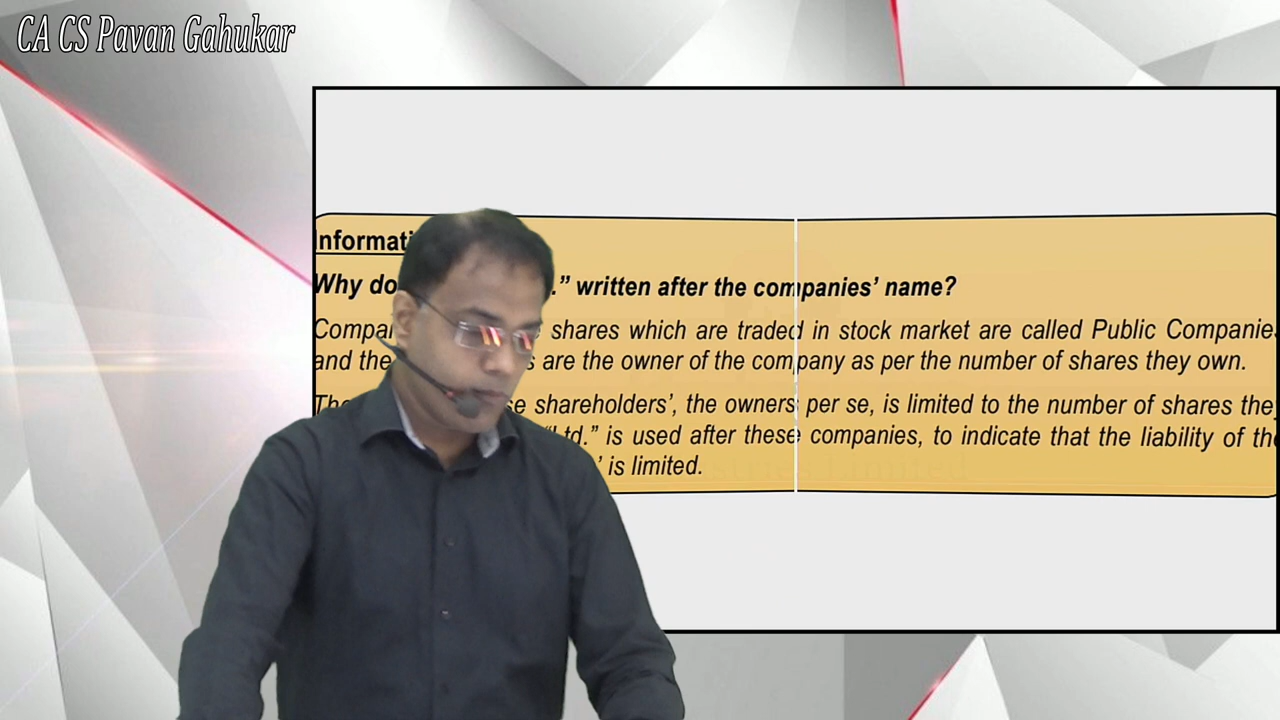 CA CS Pavan Gahukar
Informati
Why do .” written after the companies’ name?
Compa shares which are traded in stock market are called Public Companie
and the s are the owner of the company as per the number of shares they own.
The se shareholders’, the owners per se, is limited to the number of shares the
“Ltd.” is used after these companies, to indicate that the liability of the
’ is limited.